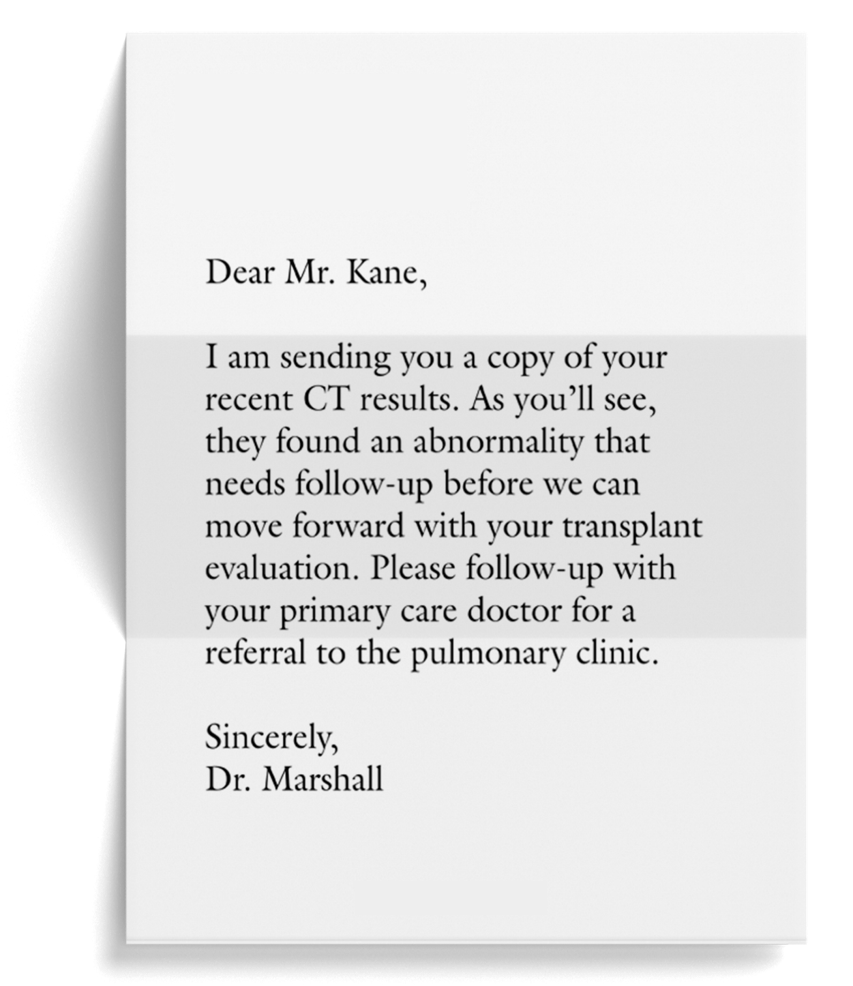 Dear Mr. Kane,
I am sending you a copy of your
recent CT results. As you’ll see,
they found an abnormality that
needs follow-up before we can
move forward with your transplant
evaluation. Please follow-up with
your primary care doctor for a
referral to the pulmonary clinic.
Sincerely,
Dr. Marshall